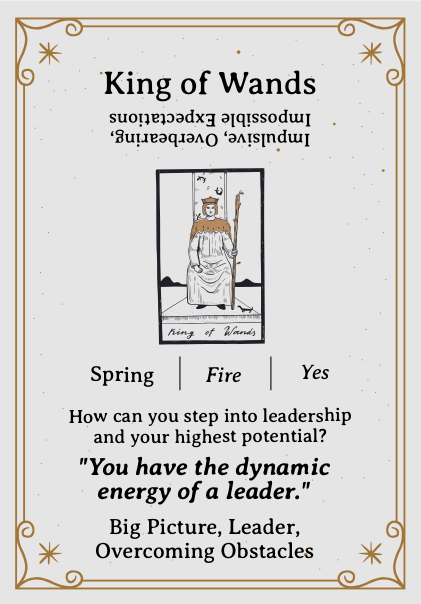 King of Wands
Impulsive, Overbearing,
Impossible Expectations
King of Wands
Spring | Fire | Yes
How can you step into leadership
and your highest potential?
"You have the dynamic
energy of a leader."
Big Picture, Leader,
Overcoming Obstacles